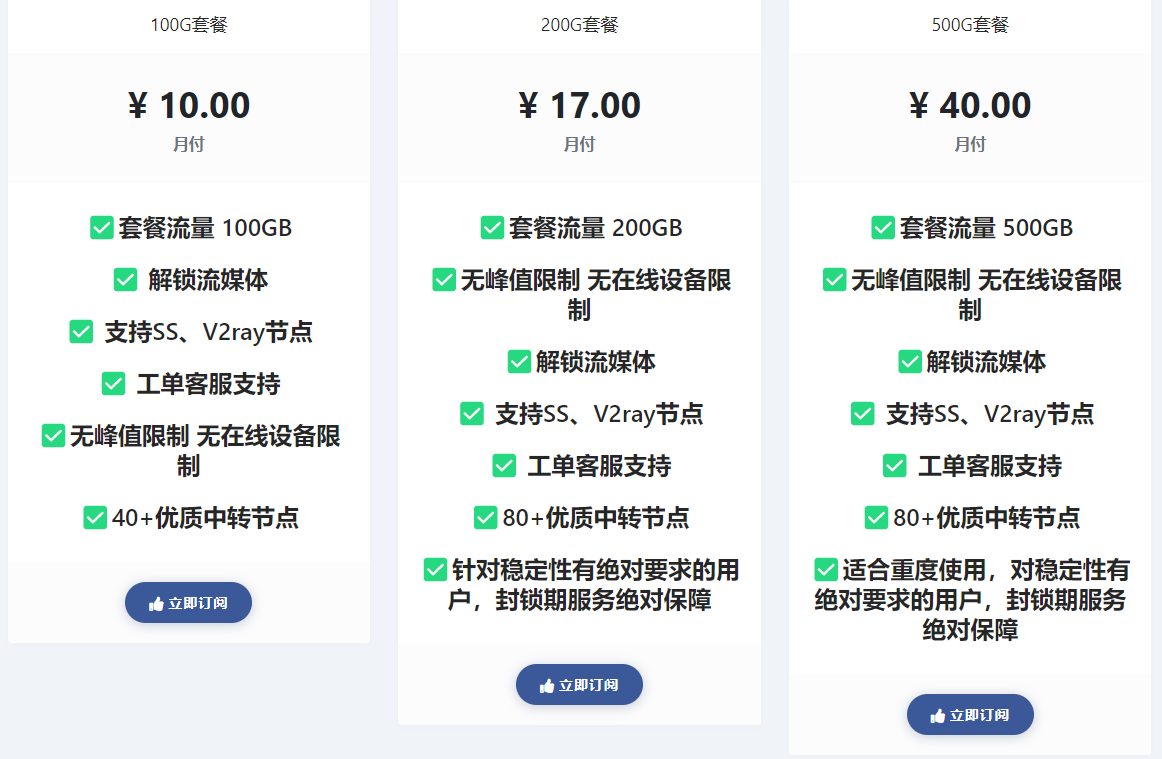 100G套餐
¥ 10.00
月付
套餐流量 100GB
解锁流媒体
支持SS、V2ray节点
工单客服支持
无峰值限制 无在线设备限
制
40+优质中转节点
立即订阅
200G套餐
¥ 17.00
月付
套餐流量 200GB
无峰值限制 无在线设备限
制
解锁流媒体
支持SS、V2ray节点
工单客服支持
80+优质中转节点
针对稳定性有绝对要求的用
户，封锁期服务绝对保障
立即订阅
500G套餐
¥ 40.00
月付
套餐流量 500GB
无峰值限制 无在线设备限
制
解锁流媒体
支持SS、V2ray节点
工单客服支持
80+优质中转节点
适合重度使用，对稳定性有
绝对要求的用户，封锁期服务
绝对保障
立即订阅